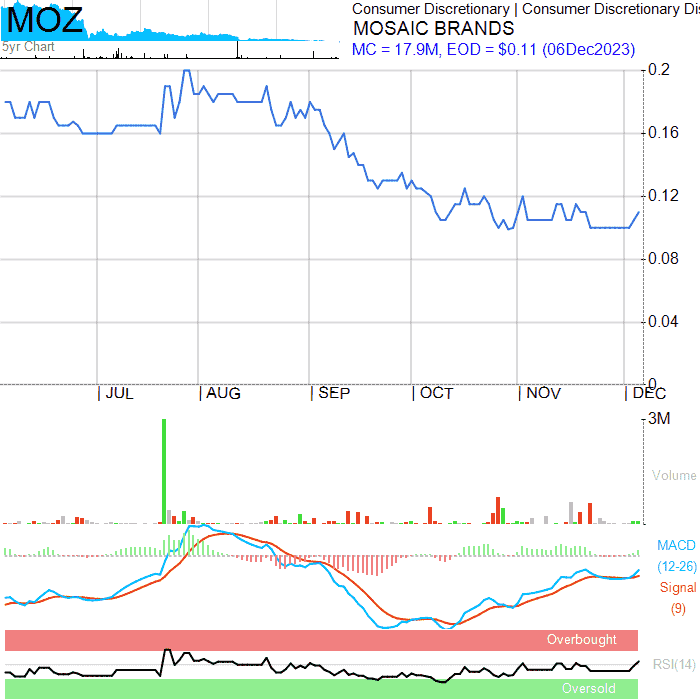 MOZ
5yr Chart
Consumer Discretionary | Consumer Discretionary Dis
MOSAIC BRANDS
MC = 17.9M, EOD = $0.11 (06Dec2023)
0.2
0.16
0.12
0.08
0.04
0
JUL
AUG
SEP
OCT
NOV
DEC
3M
Volume
MACD
(12-26)
Signal
(9)
Overbought
RSI(14)
Oversold